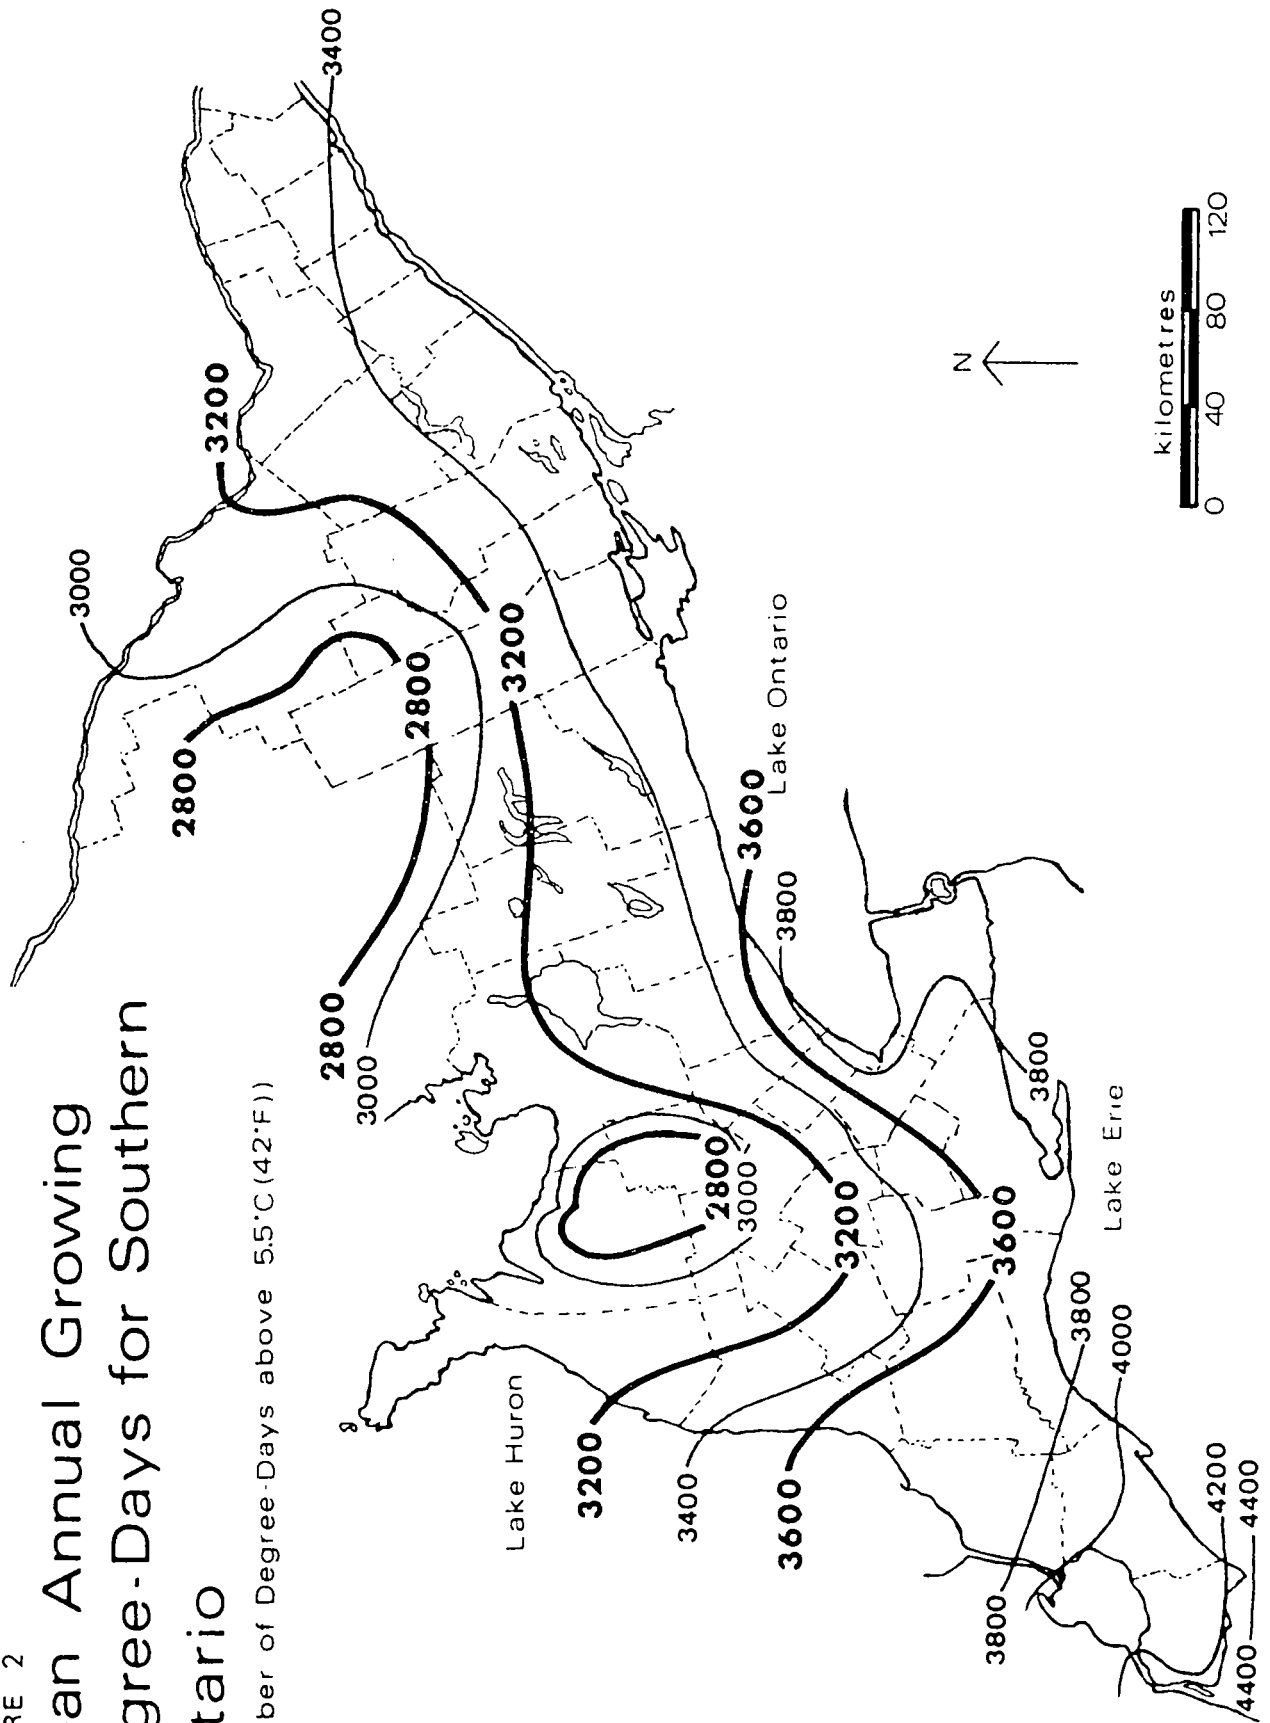 RE 2
an Annual Growing
gree-Days for Southern
tario
ber of Degree-Days above 5.5°C(42°F))
3400
3200
3000
2800
3200
2800
2800
3000
Lake Ontario
3600
3800
2800
3000
3200
3800
3600
Lake Erie
Lake Huron
3200
3400
3600
3800
4000
3800
4200
4400
4400
N
kilometres
0 40 80 120